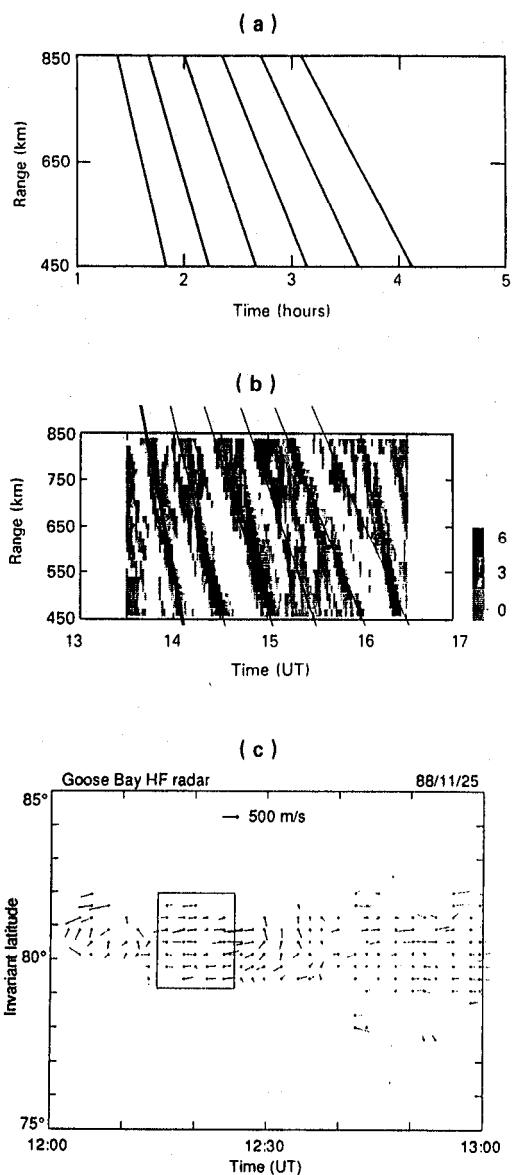 ( a )
850
650
450
Range (km)
1 2 3 4 5
Time (hours)
( b )
850
750
650
550
450
Range (km)
6
3
0
13 14 15 16 17
Time (UT)
( c )
Goose Bay HF radar 88/11/25
85°
500 m/s
80°
75°
Invariant latitude
12:00 12:30 13:00
Time (UT)